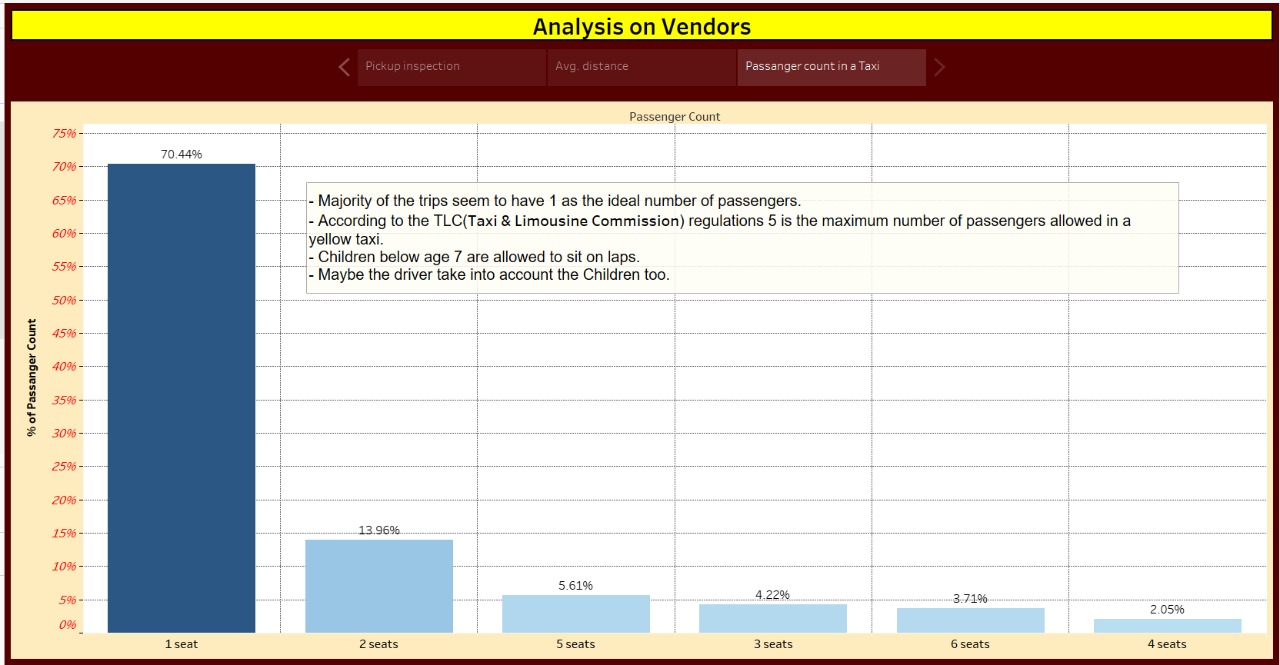 Analysis on Vendors
Pickup inspection
Avg. distance
Passanger count in a Taxi
Passenger Count
75%
70%
65%
60%
55%
50%
45%
40%
35%
30%
25%
20%
15%
10%
5%
0%
% of Passanger Count
70.44%
13.96%
5.61%
4.22%
3.71%
2.05%
- Majority of the trips seem to have 1 as the ideal number of passengers.
- According to the TLC(Taxi & Limousine Commission) regulations 5 is the maximum number of passengers allowed in a
yellow taxi.
- Children below age 7 are allowed to sit on laps.
- Maybe the driver take into account the Children too.
1 seat
2 seats
5 seats
3 seats
6 seats
4 seats